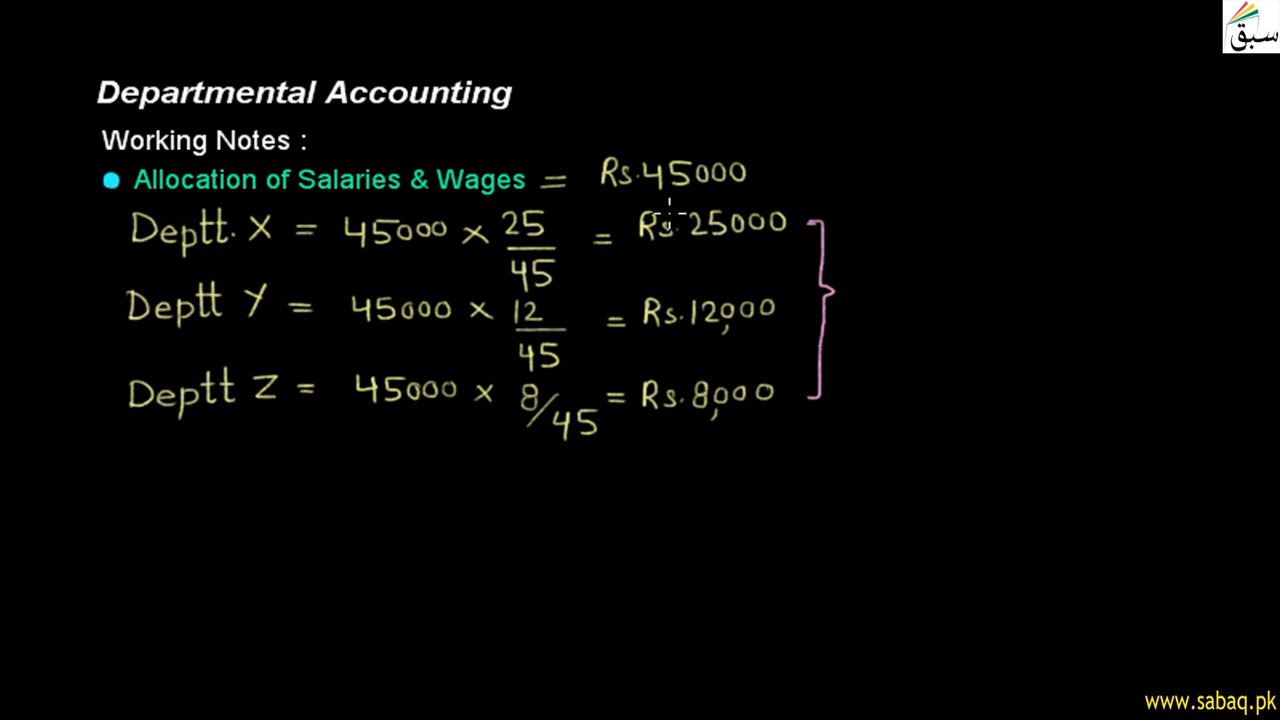 سبق
Departmental Accounting
Working Notes :
Allocation of Salaries & Wages = Rs.45000
Deptt. X = 45000 × 25/45 = Rs.25000
Deptt Y = 45000 × 12/45 = Rs.12,000
Deptt Z = 45000 × 8/45 = Rs.8,000
www.sabaq.pk